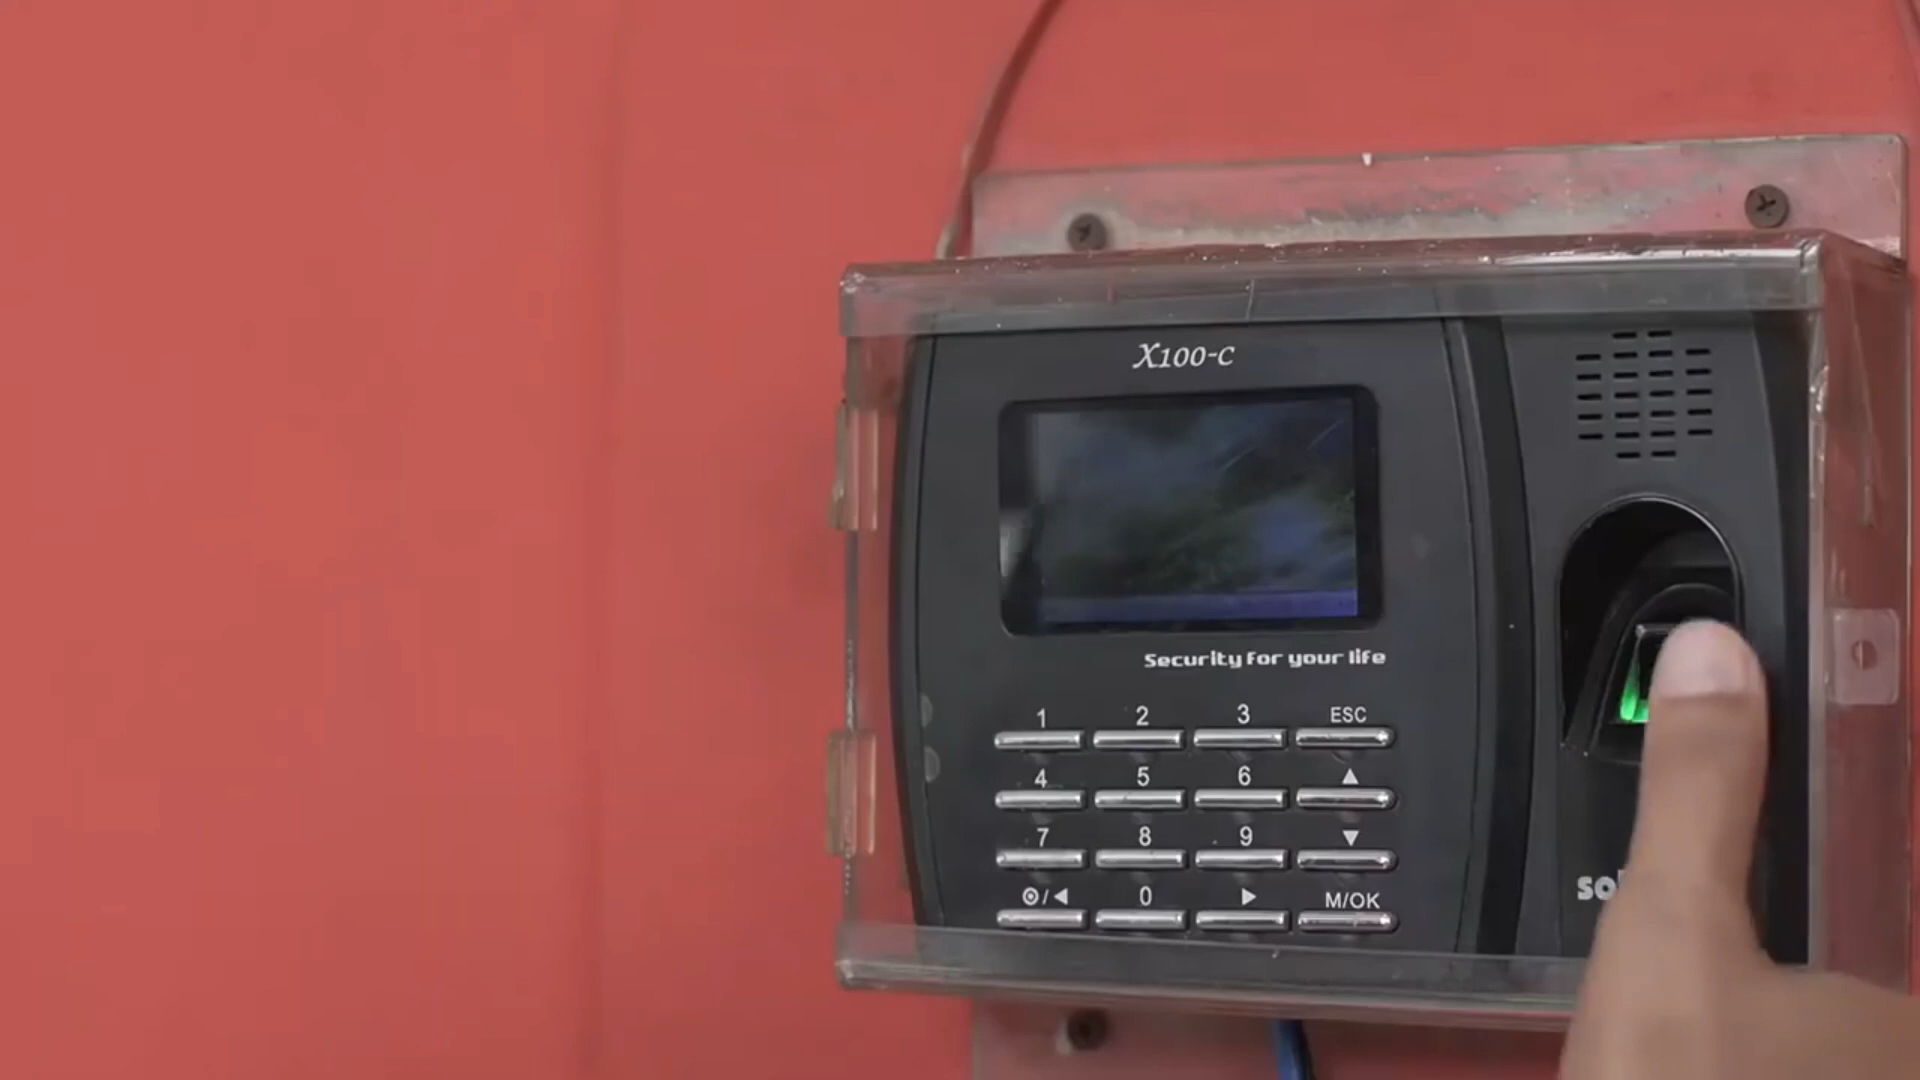 X100-C
Security for your life
1 2 3 ESC
4 5 6 ▲
7 8 9 ▼
◎/◀ 0 ▶ M/OK